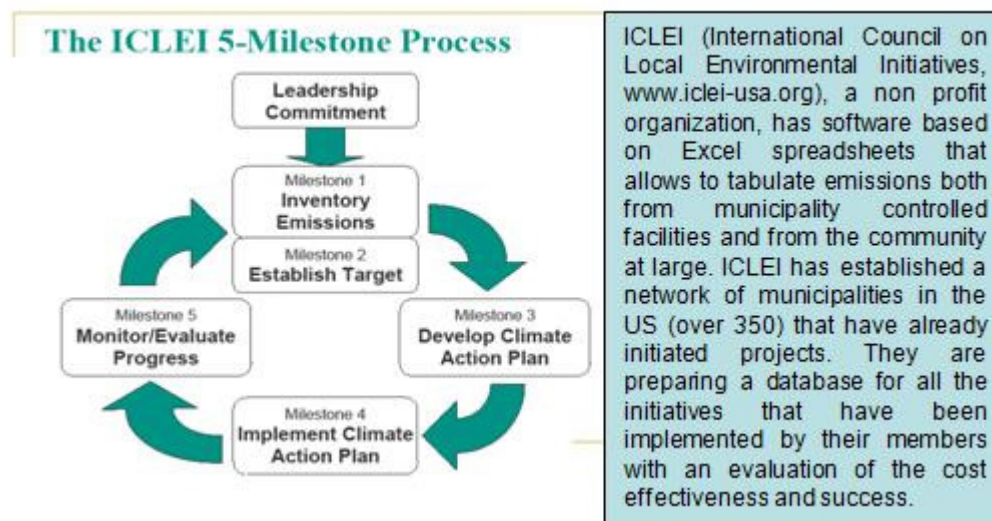 The ICLEI 5-Milestone Process
Leadership
Commitment
Milestone 1
Inventory
Emissions
Milestone 2
Establish Target
Milestone 3
Develop Climate
Action Plan
Milestone 4
Implement Climate
Action Plan
Milestone 5
Monitor/Evaluate
Progress
ICLEI (International Council on
Local Environmental Initiatives,
www.iclei-usa.org), a non profit
organization, has software based
on Excel spreadsheets that
allows to tabulate emissions both
from municipality controlled
facilities and from the community
at large. ICLEI has established a
network of municipalities in the
US (over 350) that have already
initiated projects. They are
preparing a database for all the
initiatives that have been
implemented by their members
with an evaluation of the cost
effectiveness and success.